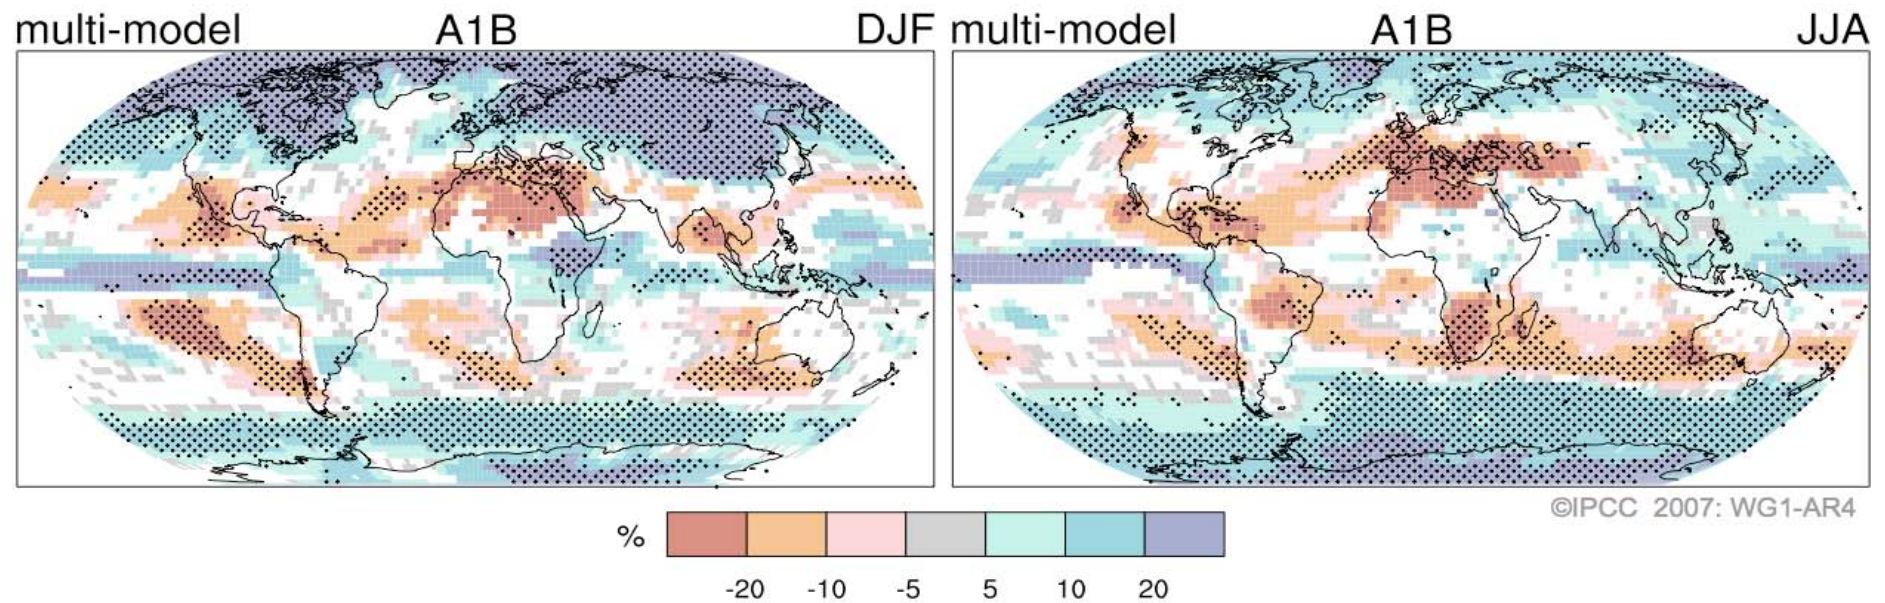 multi-model A1B DJF
multi-model A1B JJA
©IPCC 2007: WG1-AR4
%
-20 -10 -5 5 10 20